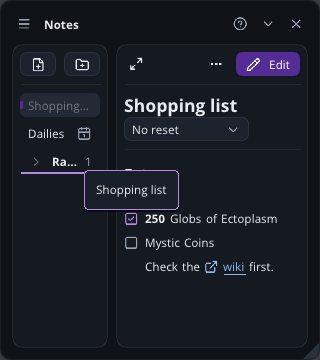 Notes
Edit
Shopping...
Dailies
Ra... 1
Shopping list
No reset
Shopping list
250 Globs of Ectoplasm
Mystic Coins
Check the wiki first.